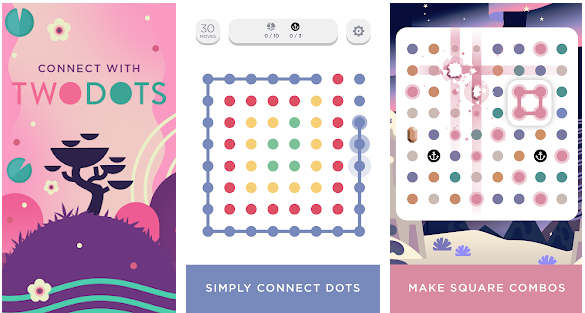 CONNECT WITH
TWODOTS
30
MOVES
0 / 10
0 / 3
SIMPLY CONNECT DOTS
MAKE SQUARE COMBOS